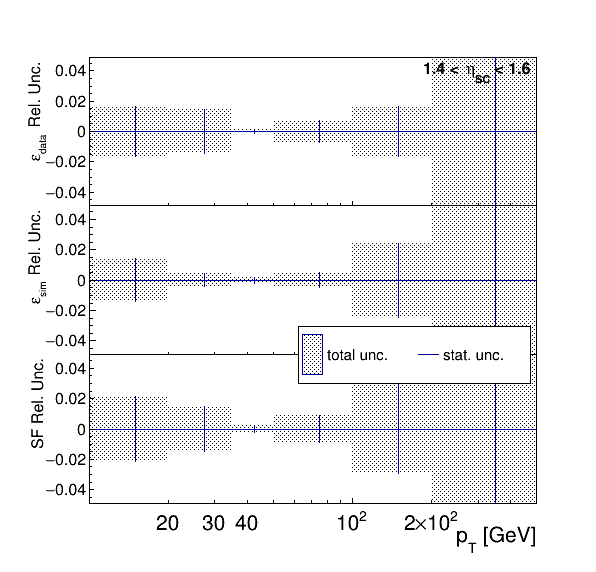 1.4 < η_SC < 1.6
ε_data Rel. Unc.
0.04
0.02
0
−0.02
−0.04
ε_sim Rel. Unc.
0.04
0.02
0
−0.02
−0.04
total unc.
stat. unc.
SF Rel. Unc.
0.04
0.02
0
−0.02
−0.04
20 30 40 10² 2×10²
p_T [GeV]